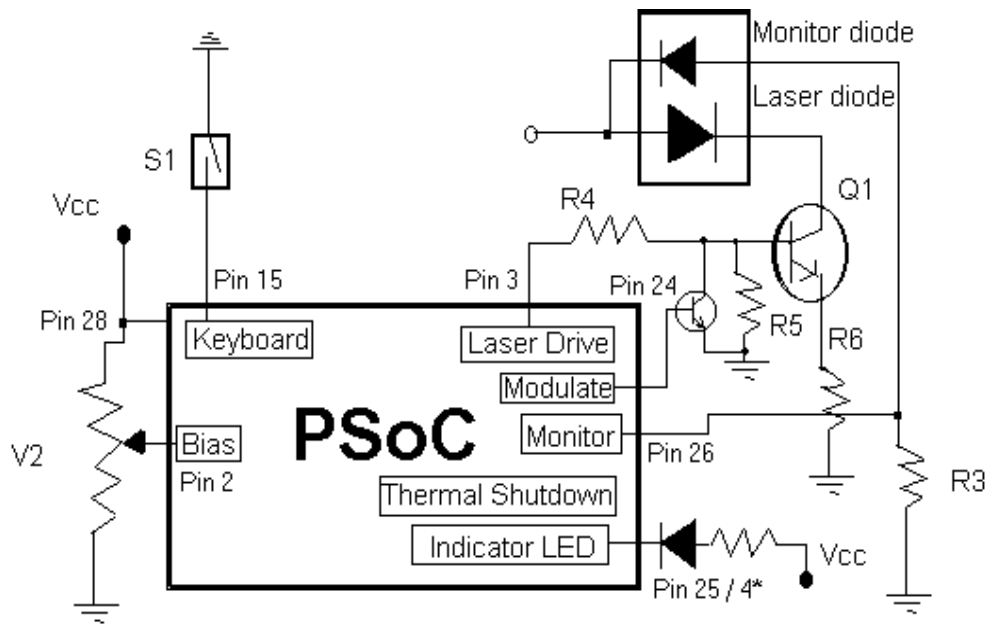 Monitor diode
Laser diode
S1
Q1
R4
Vcc
Pin 15
Pin 3
Pin 24
Pin 28
R5
R6
Keyboard
Laser Drive
Modulate
PSoC
Monitor
Bias
V2
Pin 26
Pin 2
R3
Thermal Shutdown
Indicator LED
Vcc
Pin 25 / 4*